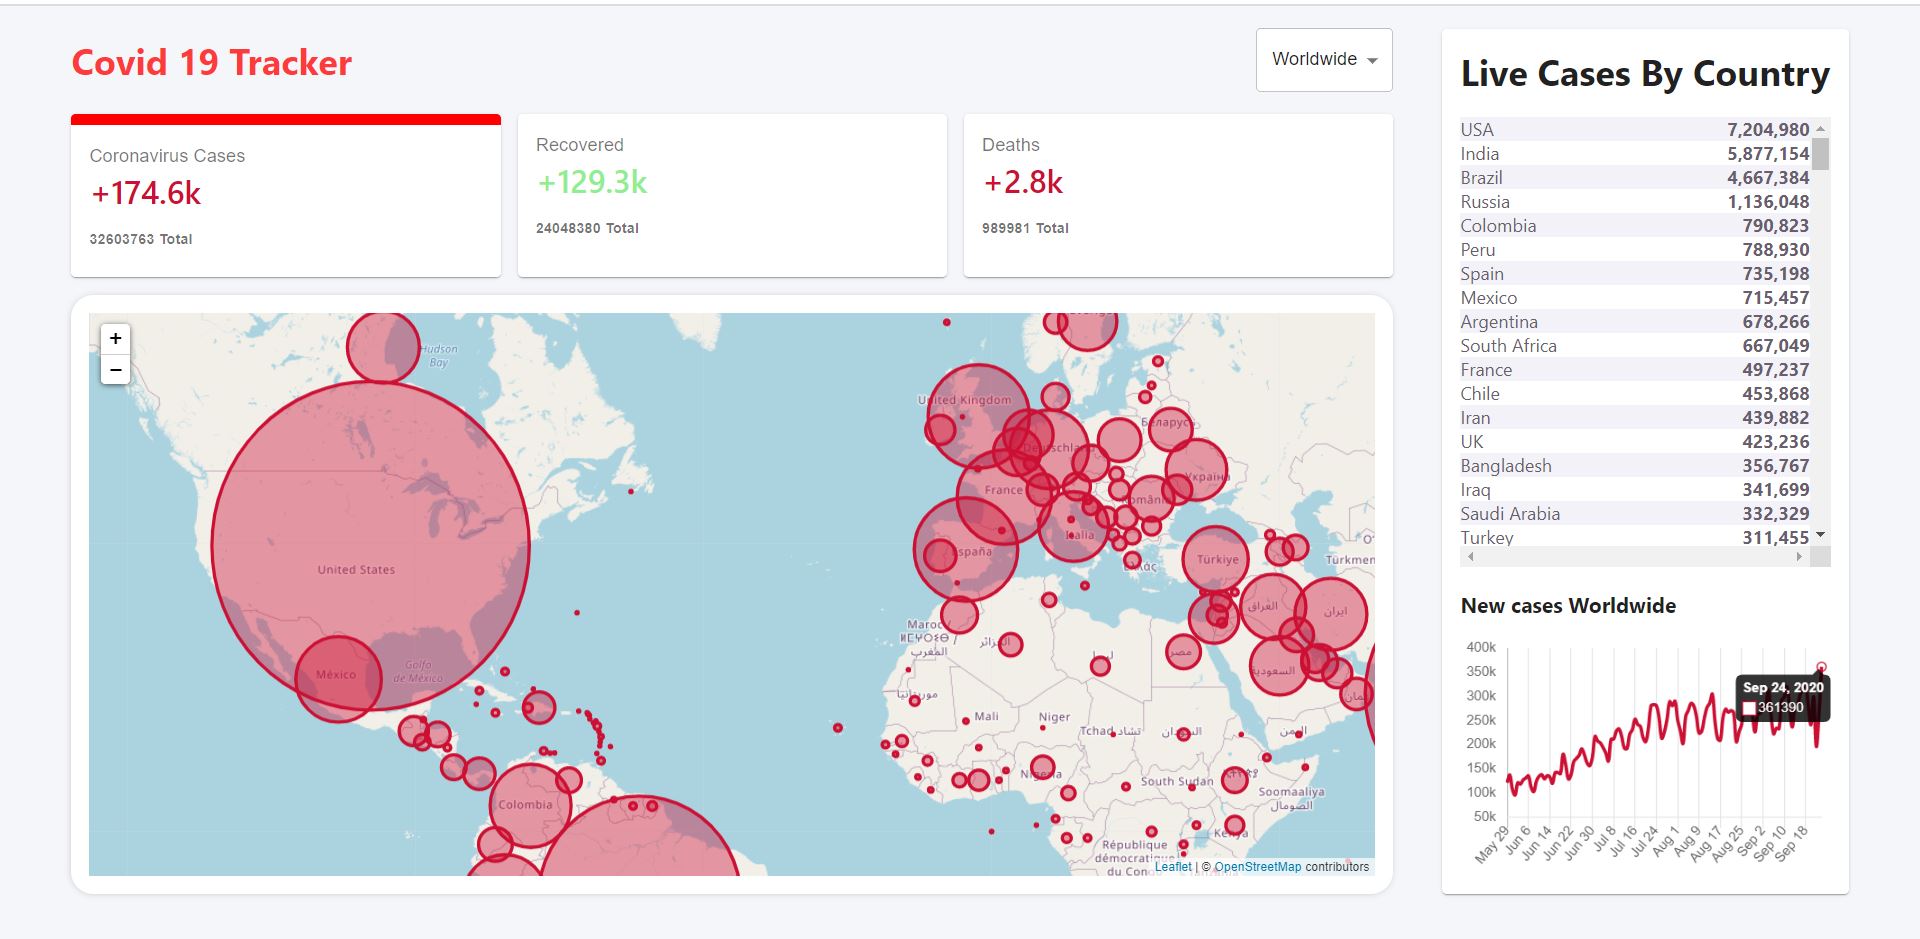 Covid 19 Tracker
Worldwide
Coronavirus Cases
+174.6k
32603763 Total
Recovered
+129.3k
24048380 Total
Deaths
+2.8k
989981 Total
+
−
Hudson
Bay
United Kingdom
Беларусь
Deutschland
Україна
France
România
Italia
España
Türkiye
Ελλάς
Türkmen
United States
México
Golfo
de México
العراق
ایران
Maroc /
ⵍⵎⵖⵔⵉⴱ /
المغرب
الجزائر
ليبيا
مصر
السعودية
عمان
موريتانيا
Mali
Niger
Tchad تشاد
السودان
اليمن
Nigeria
South Sudan
Soomaaliya
الصومال
Colombia
Kenya
République
démocratique
du Congo
Leaflet | © OpenStreetMap contributors
Live Cases By Country
USA 7,204,980
India 5,877,154
Brazil 4,667,384
Russia 1,136,048
Colombia 790,823
Peru 788,930
Spain 735,198
Mexico 715,457
Argentina 678,266
South Africa 667,049
France 497,237
Chile 453,868
Iran 439,882
UK 423,236
Bangladesh 356,767
Iraq 341,699
Saudi Arabia 332,329
Turkey 311,455
New cases Worldwide
400k
350k
300k
250k
200k
150k
100k
50k
Sep 24, 2020
361390
May 29
Jun 6
Jun 14
Jun 22
Jun 30
Jul 8
Jul 16
Jul 24
Aug 1
Aug 9
Aug 17
Aug 25
Sep 2
Sep 10
Sep 18